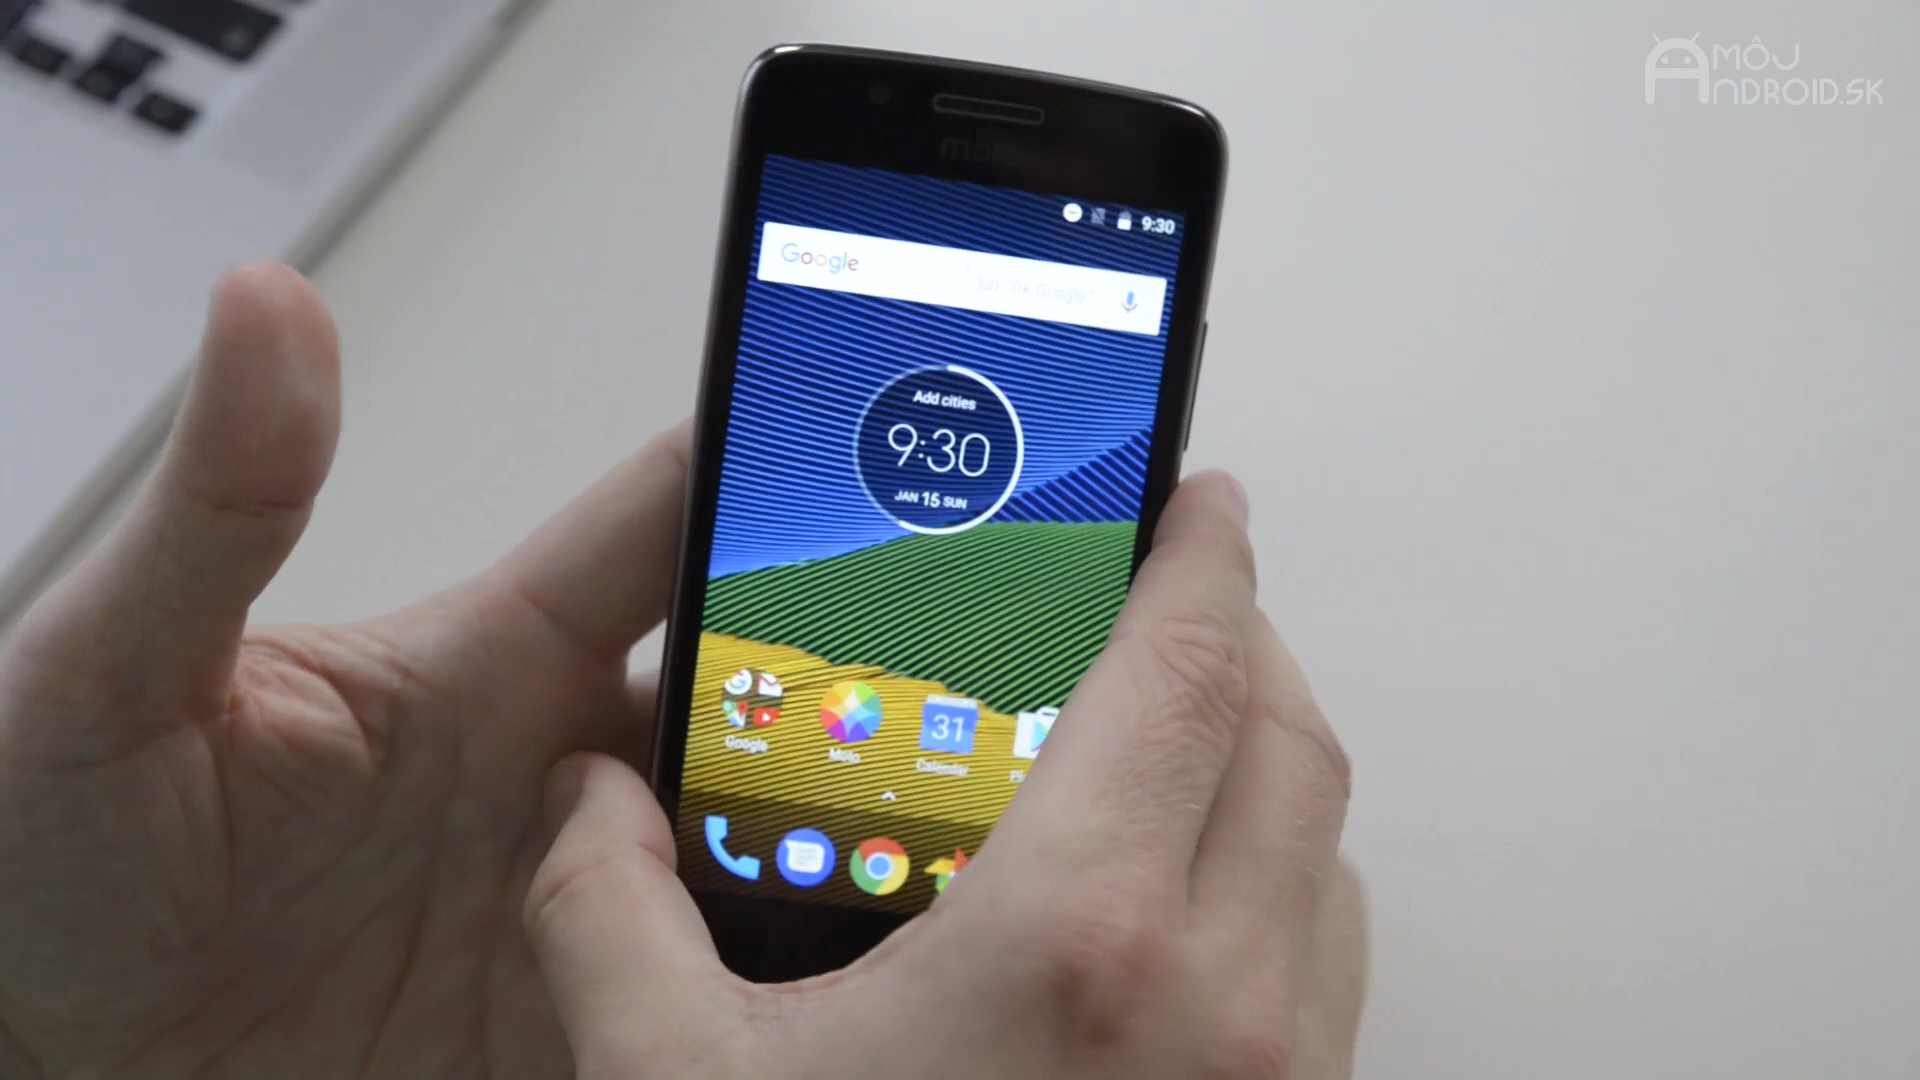 MÔJ
ANDROID.SK
moto
9:30
Google
Say "Ok Google"
Add cities
9:30
JAN 15 SUN
31
Google
Moto
Calendar